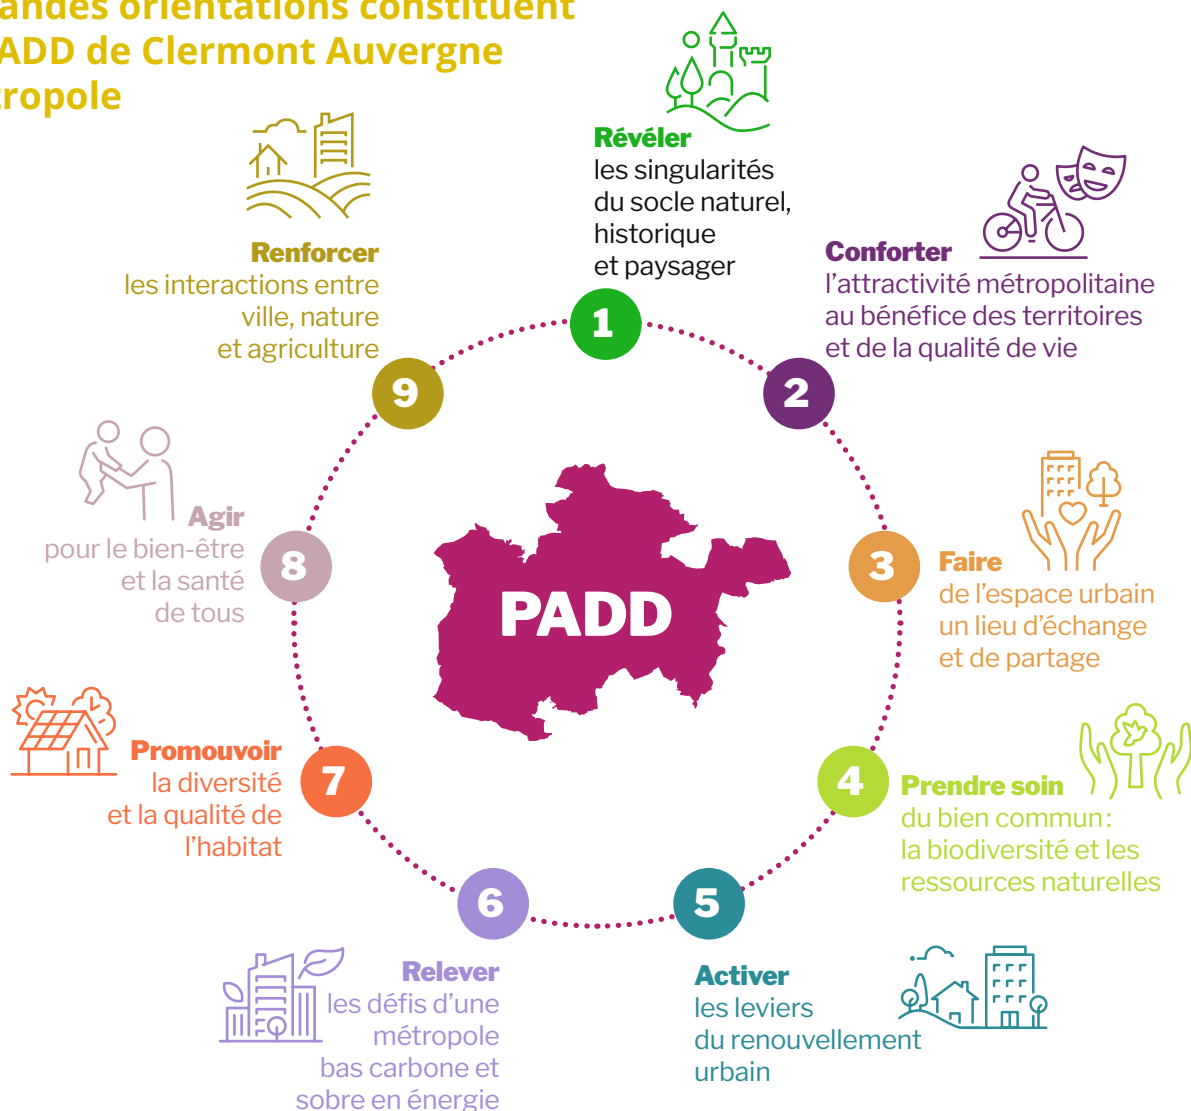 andes orientations constituent
ADD de Clermont Auvergne
tropole
1
Révéler
les singularités
du socle naturel,
historique
et paysager
2
Conforter
l'attractivité métropolitaine
au bénéfice des territoires
et de la qualité de vie
3
Faire
de l'espace urbain
un lieu d'échange
et de partage
4
Prendre soin
du bien commun :
la biodiversité et les
ressources naturelles
5
Activer
les leviers
du renouvellement
urbain
6
Relever
les défis d'une
métropole
bas carbone et
sobre en énergie
7
Promouvoir
la diversité
et la qualité de
l'habitat
8
Agir
pour le bien-être
et la santé
de tous
9
Renforcer
les interactions entre
ville, nature
et agriculture
PADD